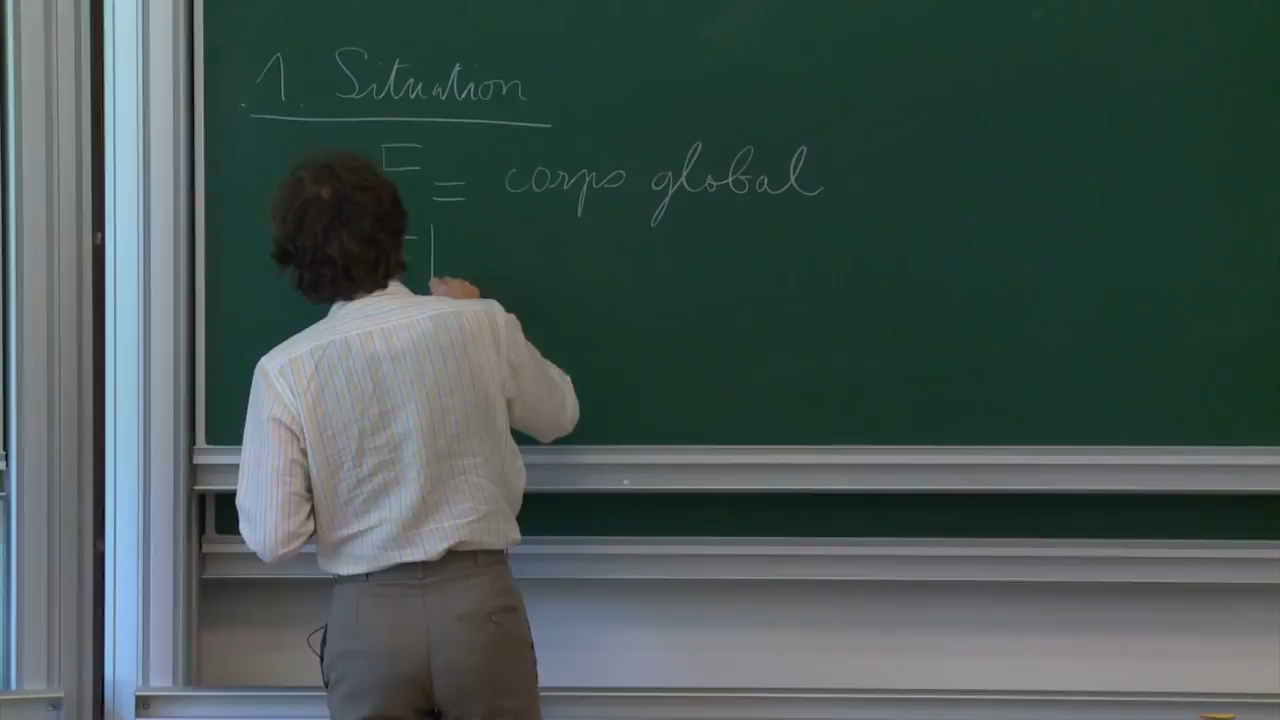 1. Situation
E = corps global